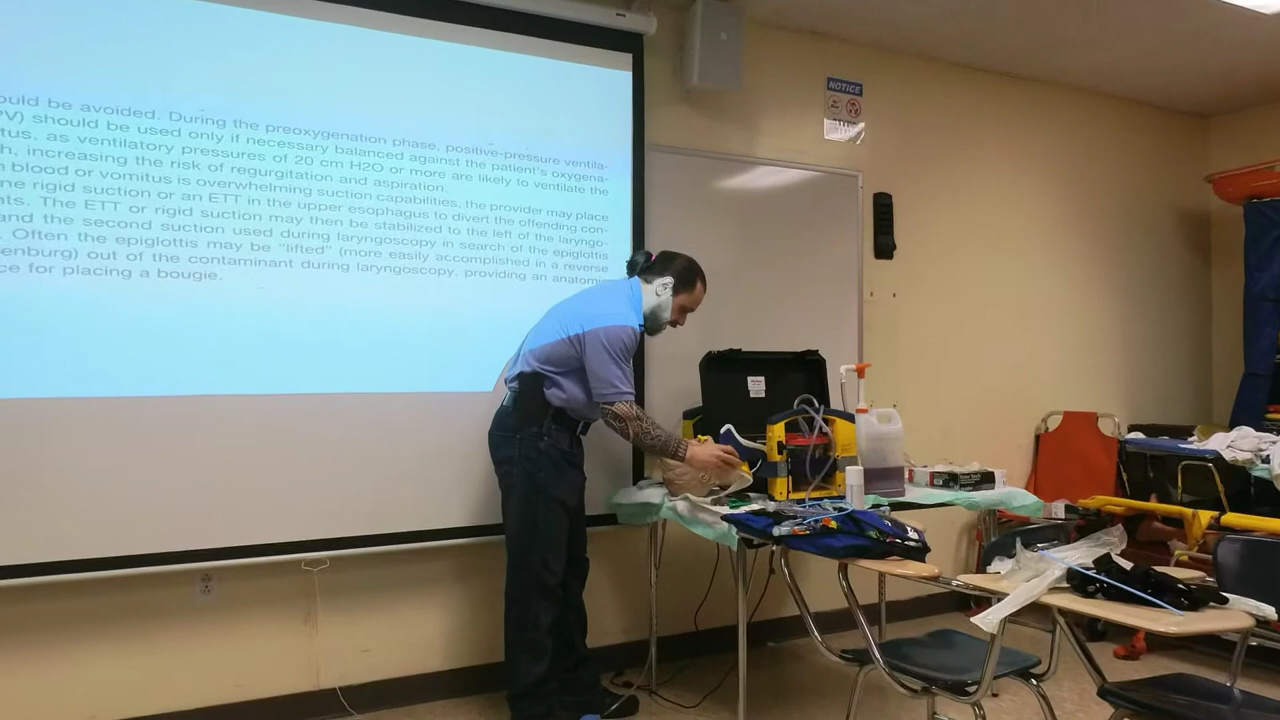 ould be avoided. During the preoxygenation phase, positive-pressure ventila-
PV) should be used only if necessary balanced against the patient's oxygena-
tus, as ventilatory pressures of 20 cm H2O or more are likely to ventilate the
h, increasing the risk of regurgitation and aspiration.
n blood or vomitus is overwhelming suction capabilities, the provider may place
ne rigid suction or an ETT in the upper esophagus to divert the offending con-
nts. The ETT or rigid suction may then be stabilized to the left of the laryngo-
and the second suction used during laryngoscopy in search of the epiglottis
. Often the epiglottis may be "lifted" (more easily accomplished in a reverse
enburg) out of the contaminant during laryngoscopy, providing an anatomic
ce for placing a bougie.
NOTICE